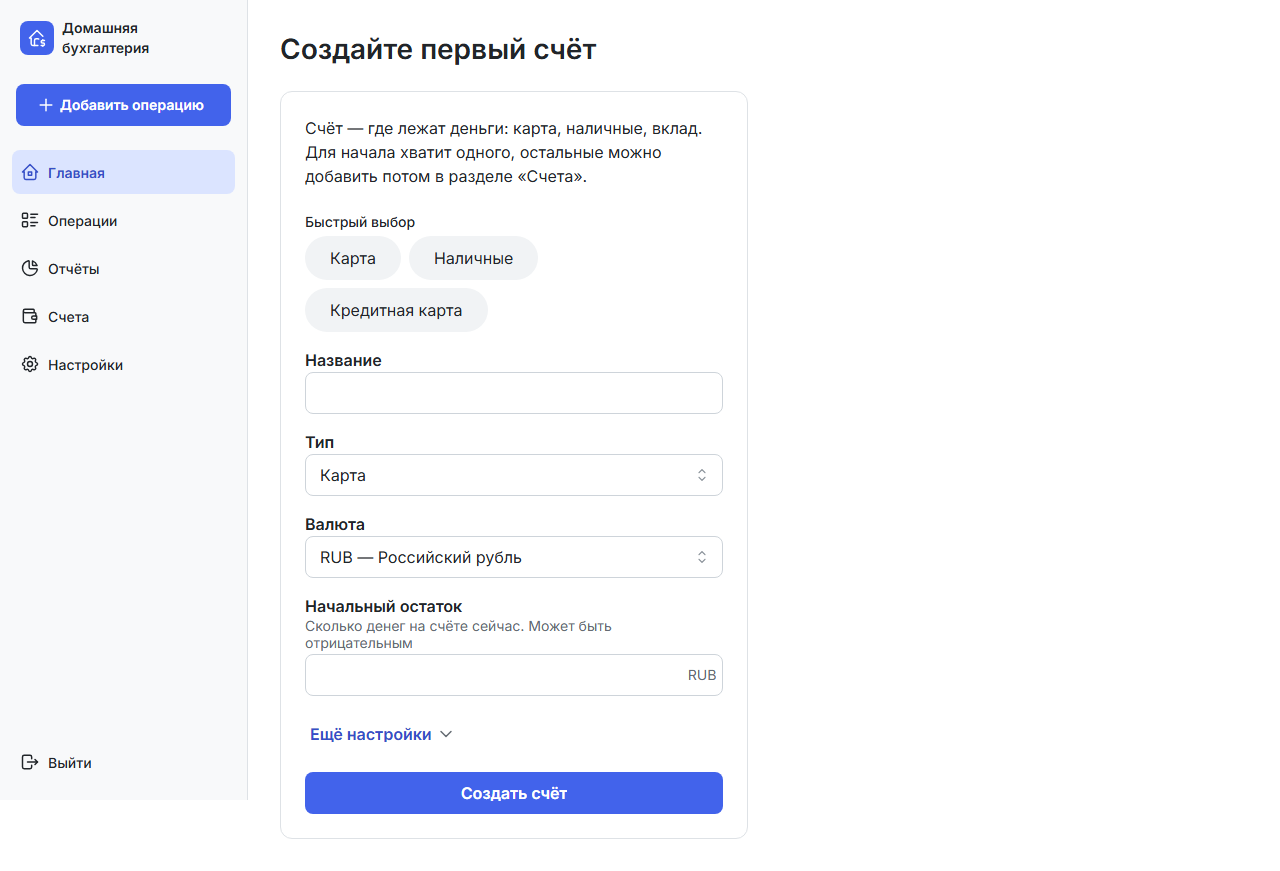 Домашняя
бухгалтерия
Добавить операцию
Главная
Операции
Отчёты
Счета
Настройки
Выйти
Создайте первый счёт
Счёт — где лежат деньги: карта, наличные, вклад.
Для начала хватит одного, остальные можно
добавить потом в разделе «Счета».
Быстрый выбор
Карта
Наличные
Кредитная карта
Название
Тип
Карта
Валюта
RUB — Российский рубль
Начальный остаток
Сколько денег на счёте сейчас. Может быть
отрицательным
RUB
Ещё настройки
Создать счёт